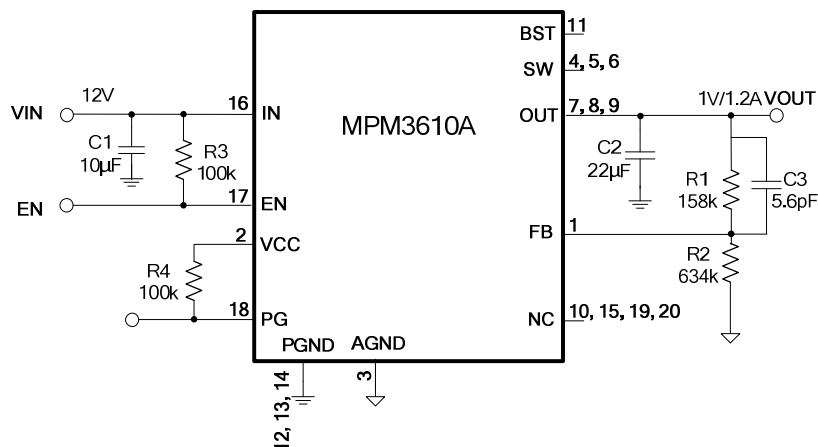 BST
11
SW
4, 5, 6
VIN
12V
16
IN
MPM3610A
OUT
7, 8, 9
1V/1.2A VOUT
C1
10µF
R3
100k
C2
22µF
R1
158k
C3
5.6pF
EN
17
EN
2
VCC
FB
1
R4
100k
R2
634k
18
PG
NC
10, 15, 19, 20
PGND
AGND
12, 13, 14
3